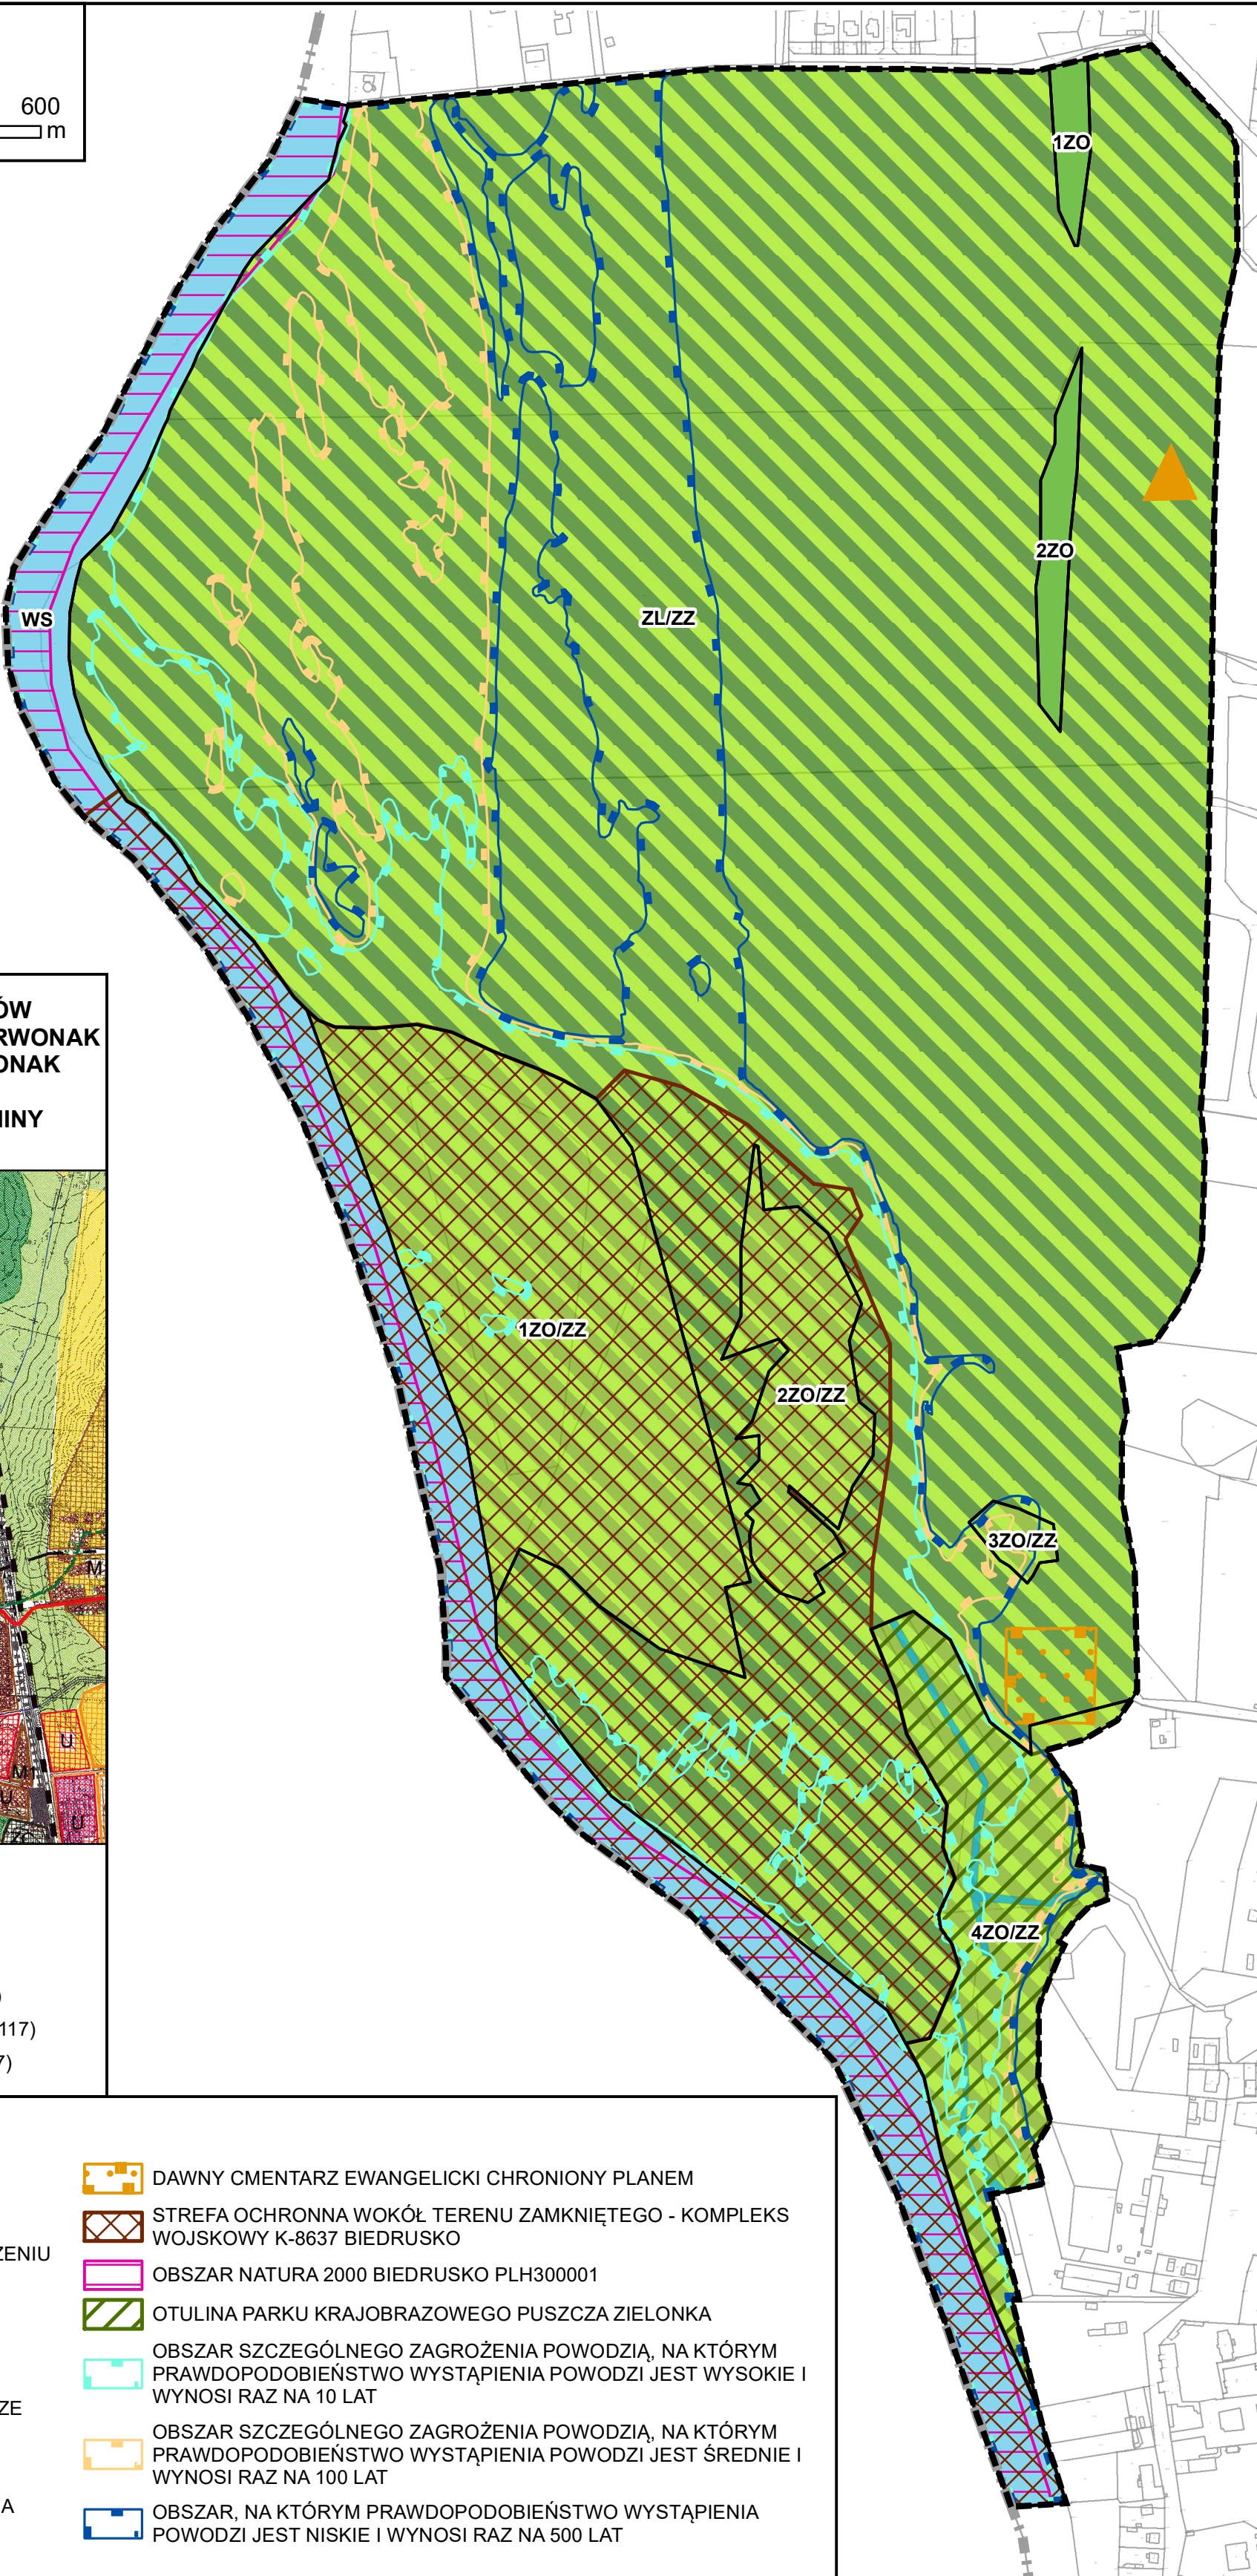 600
m
1ZO
2ZO
ZL/ZZ
WS
ÓW
RWONAK
ONAK
INY
1ZO/ZZ
2ZO/ZZ
3ZO/ZZ
M
U
M1
U
U
4ZO/ZZ
)
117)
7)
DAWNY CMENTARZ EWANGELICKI CHRONIONY PLANEM
STREFA OCHRONNA WOKÓŁ TERENU ZAMKNIĘTEGO - KOMPLEKS
WOJSKOWY K-8637 BIEDRUSKO
ZENIU
OBSZAR NATURA 2000 BIEDRUSKO PLH300001
OTULINA PARKU KRAJOBRAZOWEGO PUSZCZA ZIELONKA
OBSZAR SZCZEGÓLNEGO ZAGROŻENIA POWODZIĄ, NA KTÓRYM
PRAWDOPODOBIEŃSTWO WYSTĄPIENIA POWODZI JEST WYSOKIE I
WYNOSI RAZ NA 10 LAT
ZE
OBSZAR SZCZEGÓLNEGO ZAGROŻENIA POWODZIĄ, NA KTÓRYM
PRAWDOPODOBIEŃSTWO WYSTĄPIENIA POWODZI JEST ŚREDNIE I
WYNOSI RAZ NA 100 LAT
A
OBSZAR, NA KTÓRYM PRAWDOPODOBIEŃSTWO WYSTĄPIENIA
POWODZI JEST NISKIE I WYNOSI RAZ NA 500 LAT